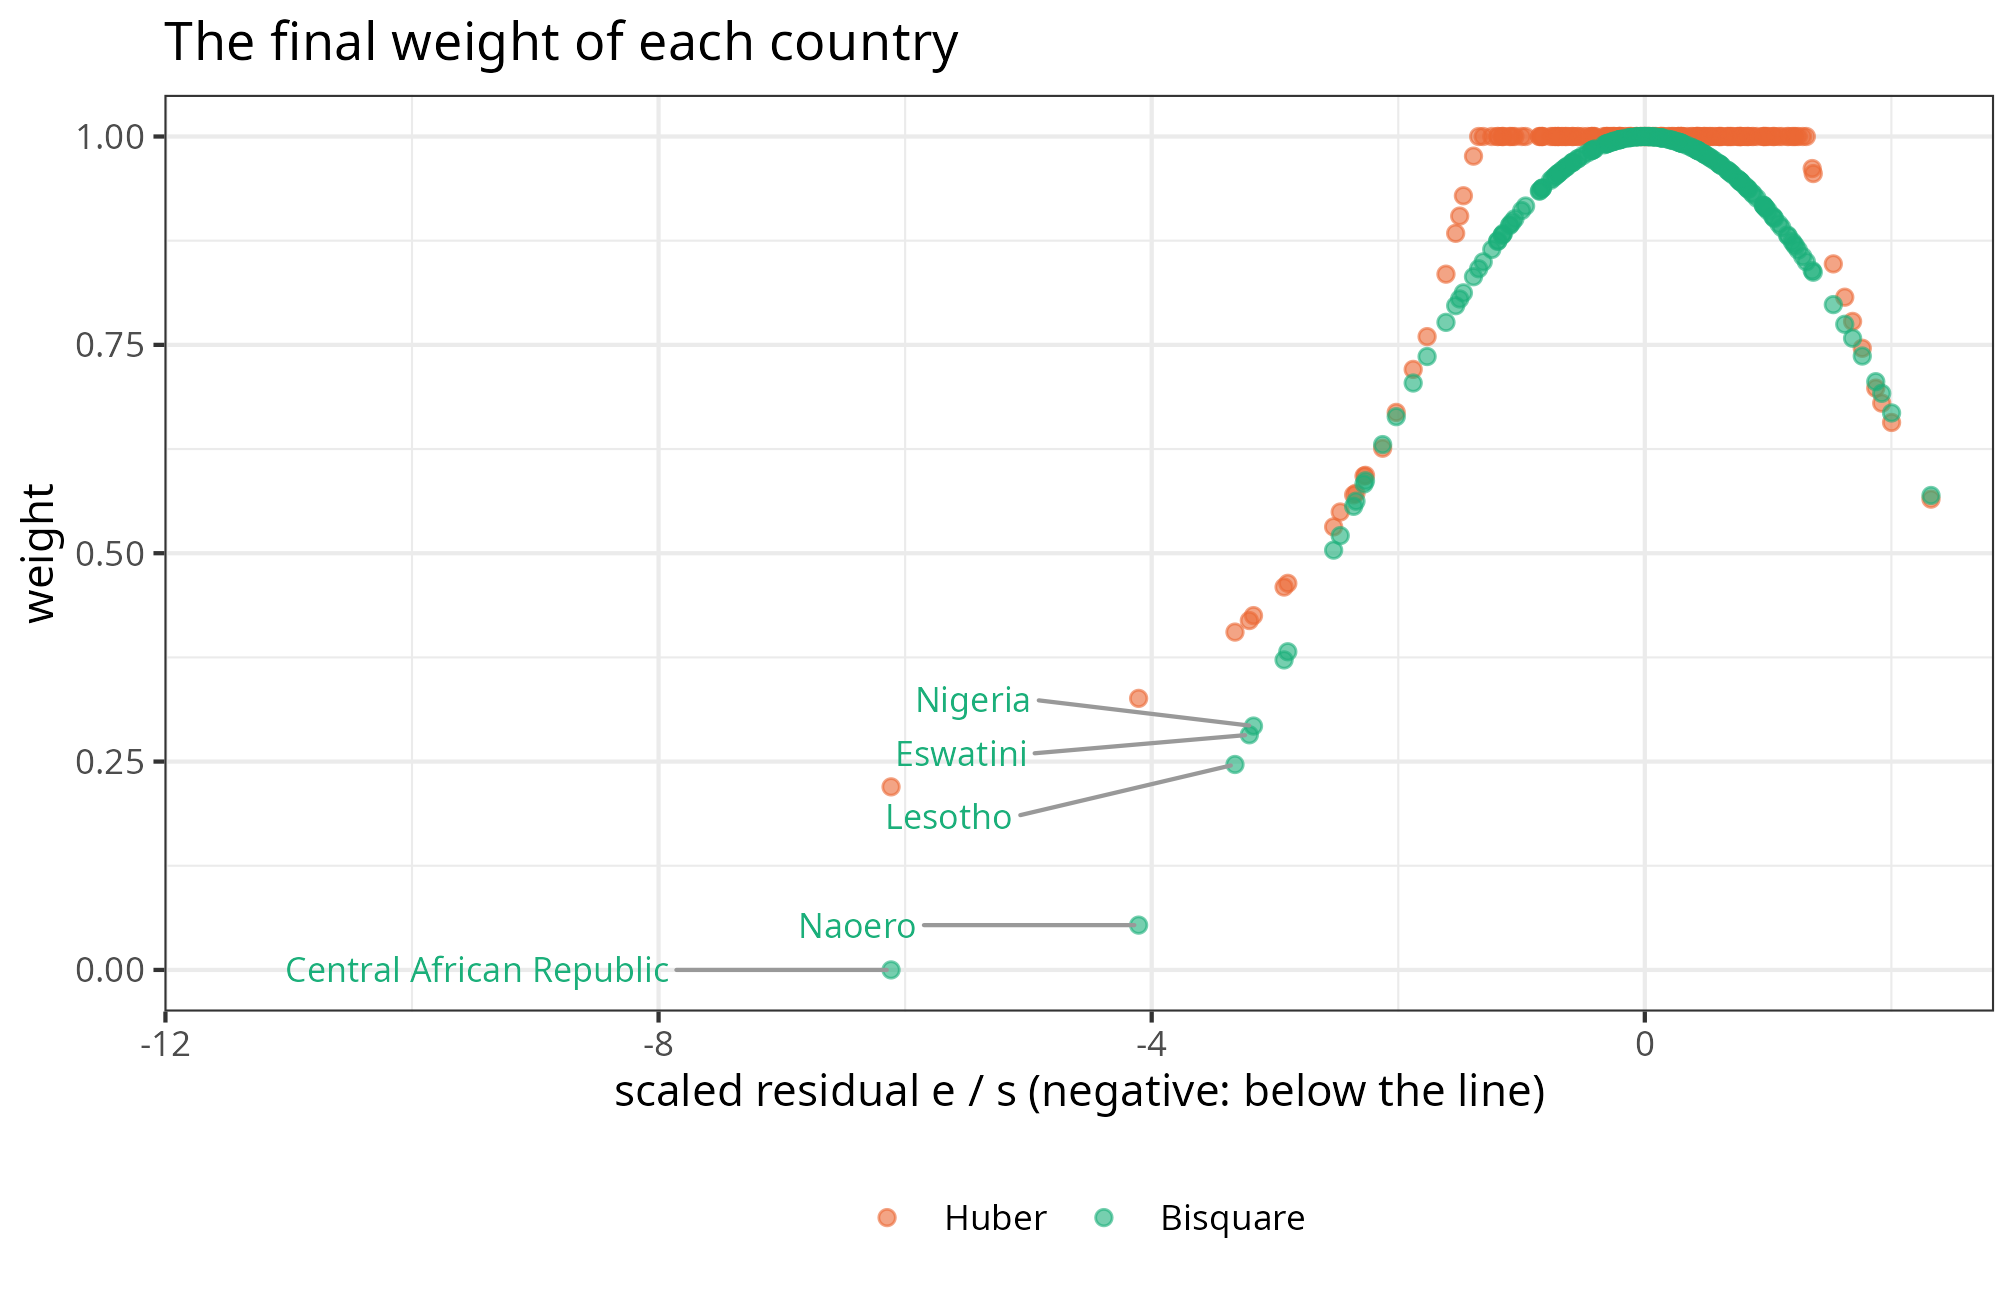 The final weight of each country
1.00
0.75
0.50
0.25
0.00
weight
Nigeria
Eswatini
Lesotho
Naoero
Central African Republic
-12
-8
-4
0
scaled residual e / s (negative: below the line)
Huber
Bisquare